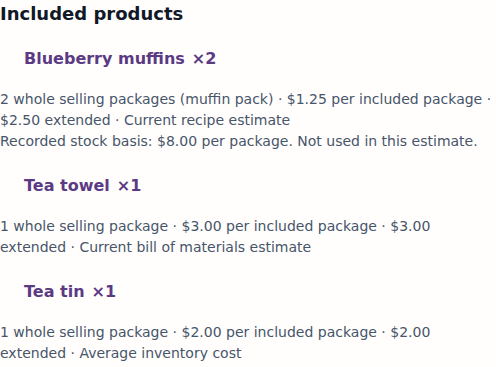 Included products
Blueberry muffins ×2
2 whole selling packages (muffin pack) · $1.25 per included package ·
$2.50 extended · Current recipe estimate
Recorded stock basis: $8.00 per package. Not used in this estimate.
Tea towel ×1
1 whole selling package · $3.00 per included package · $3.00
extended · Current bill of materials estimate
Tea tin ×1
1 whole selling package · $2.00 per included package · $2.00
extended · Average inventory cost